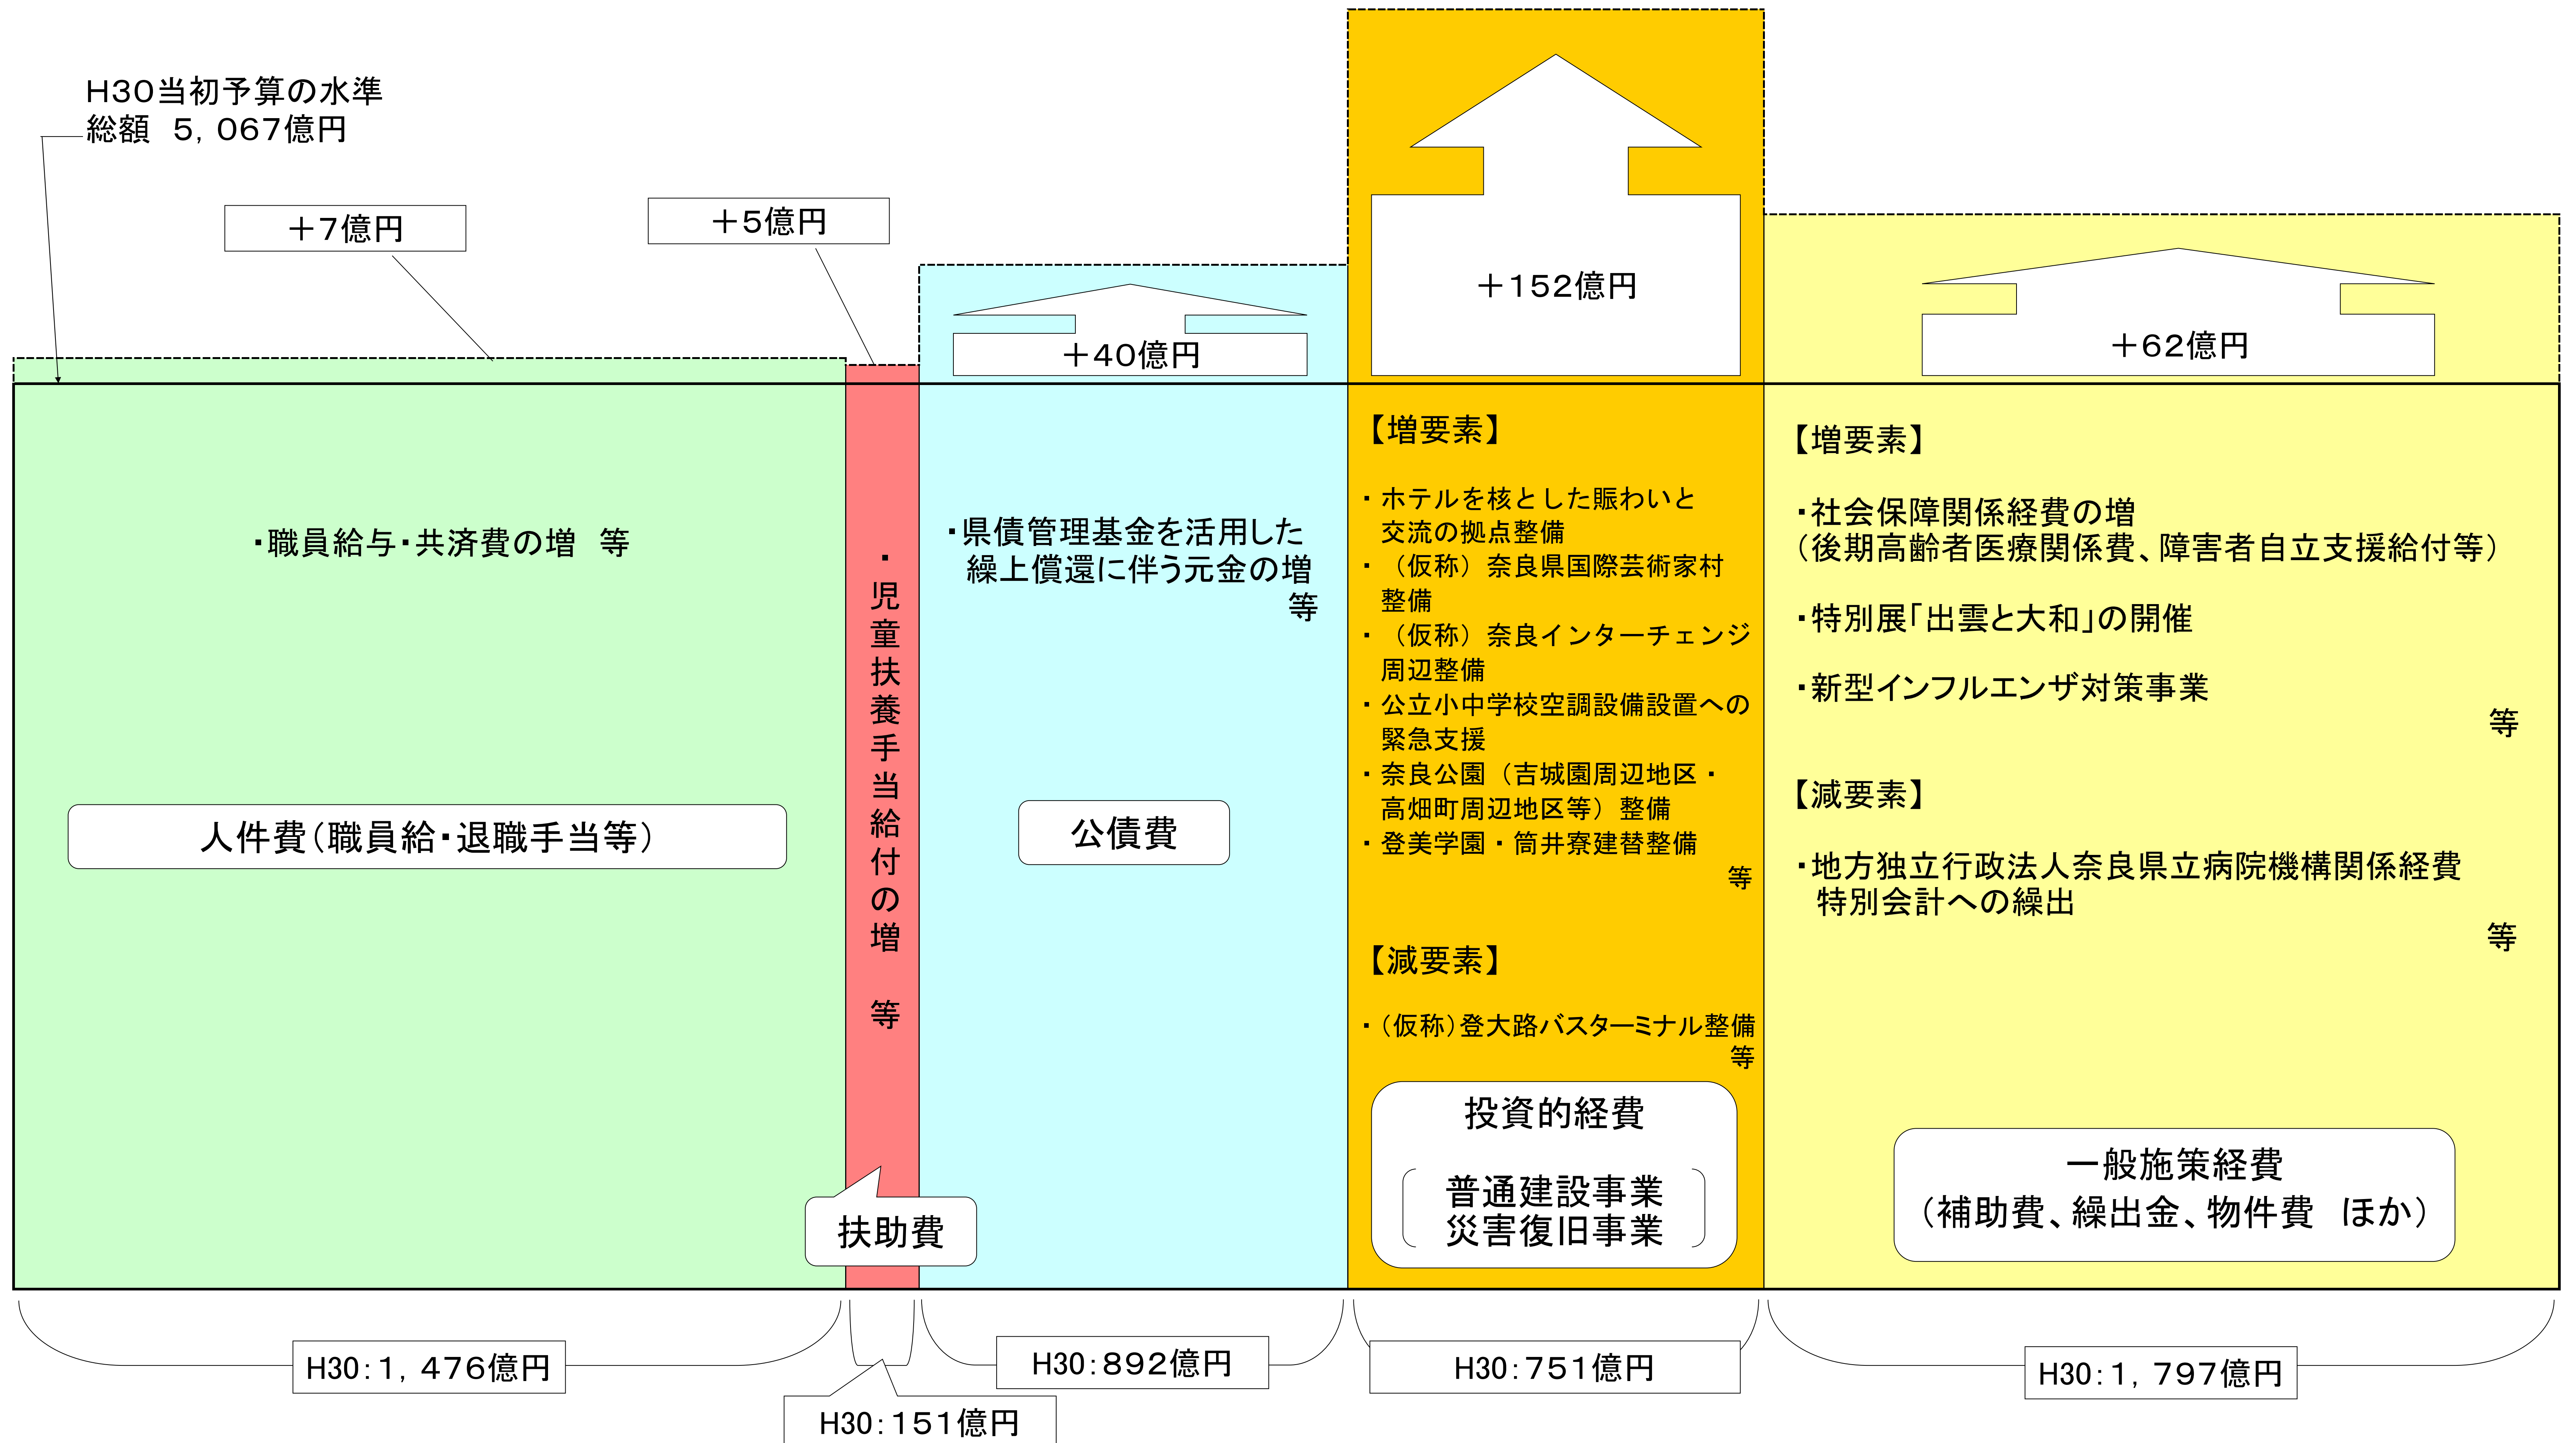 H30当初予算の水準
総額　5，067億円
＋7億円
＋5億円
＋40億円
＋152億円
＋62億円
・職員給与・共済費の増　等
人件費（職員給・退職手当等）
・児童扶養手当給付の増　等
扶助費
・県債管理基金を活用した
繰上償還に伴う元金の増
等
公債費
【増要素】
・ホテルを核とした賑わいと
交流の拠点整備
・（仮称）奈良県国際芸術家村
整備
・（仮称）奈良インターチェンジ
周辺整備
・公立小中学校空調設備設置への
緊急支援
・奈良公園（吉城園周辺地区・
高畑町周辺地区等）整備
・登美学園・筒井寮建替整備
等
【減要素】
・（仮称）登大路バスターミナル整備
等
投資的経費
普通建設事業
災害復旧事業
【増要素】
・社会保障関係経費の増
（後期高齢者医療関係費、障害者自立支援給付等）
・特別展「出雲と大和」の開催
・新型インフルエンザ対策事業
等
【減要素】
・地方独立行政法人奈良県立病院機構関係経費
特別会計への繰出
等
一般施策経費
（補助費、繰出金、物件費　ほか）
H30：1，476億円
H30：151億円
H30：892億円
H30：751億円
H30：1，797億円